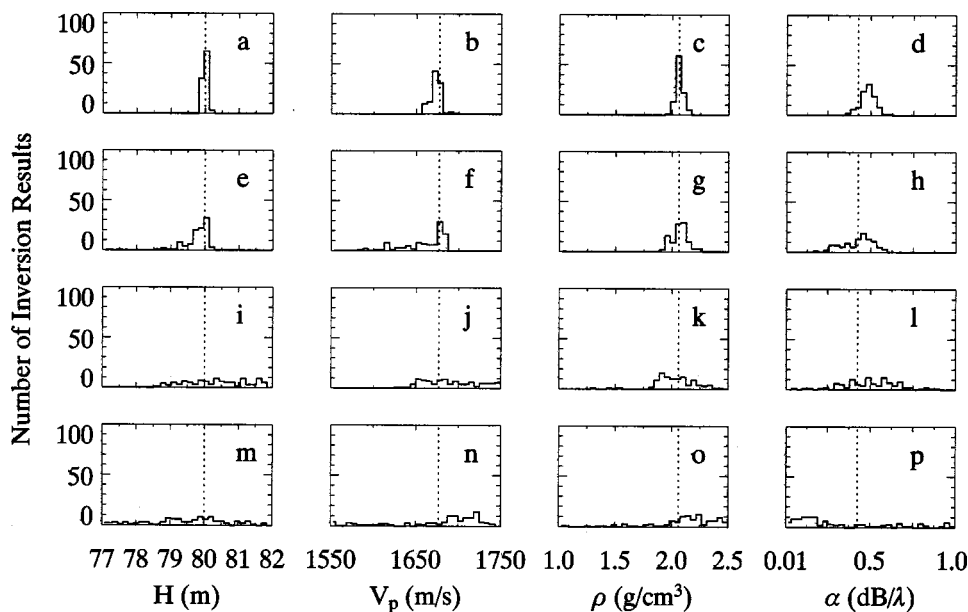 Number of Inversion Results
100
50
0
a
b
c
d
100
50
0
e
f
g
h
100
50
0
i
j
k
l
100
50
0
m
n
o
p
77 78 79 80 81 82
1550 1650 1750
1.0 1.5 2.0 2.5
0.01 0.5 1.0
H (m)
Vₚ (m/s)
ρ (g/cm³)
α (dB/λ)